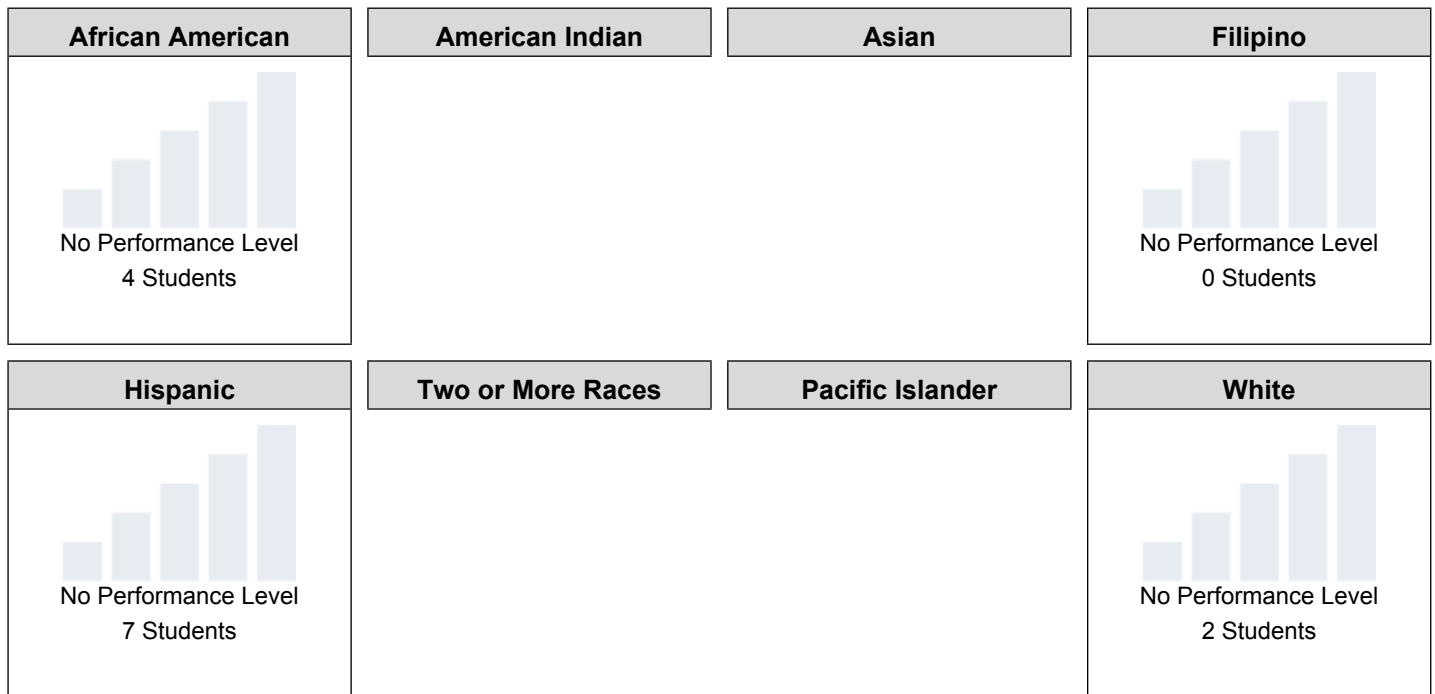 African American
American Indian
Asian
Filipino
No Performance Level
4 Students
No Performance Level
0 Students
Hispanic
Two or More Races
Pacific Islander
White
No Performance Level
7 Students
No Performance Level
2 Students